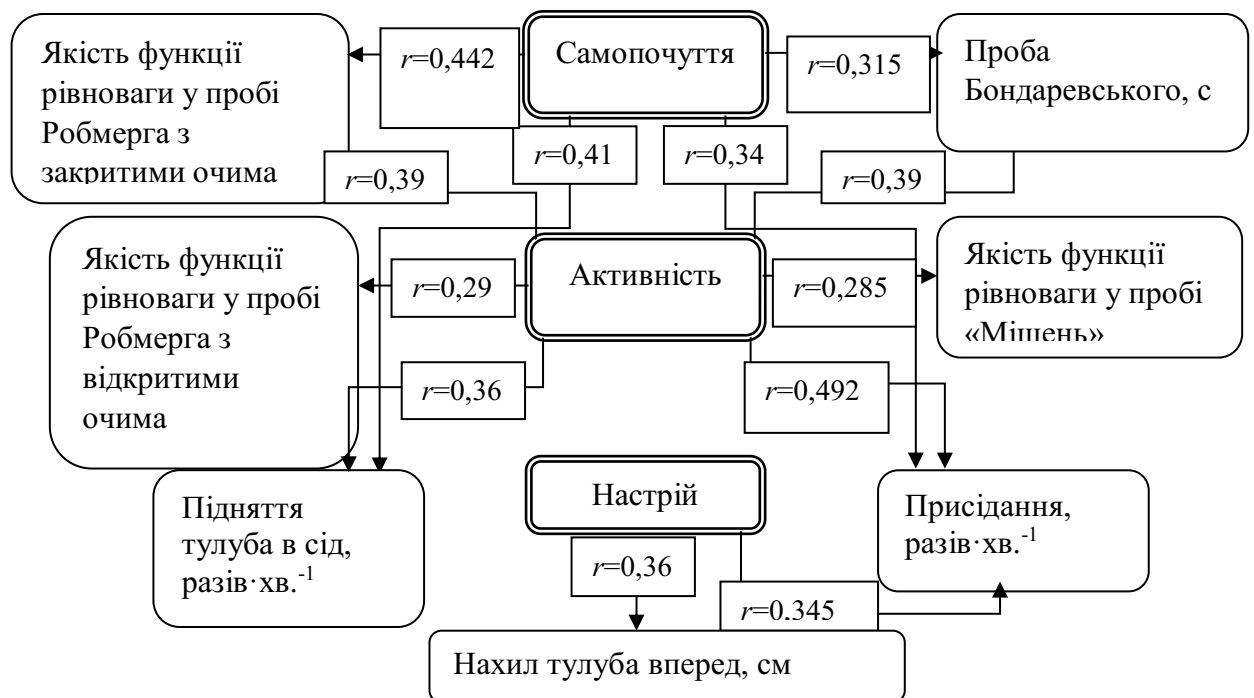 Якість функції
рівноваги у пробі
Робмерга з
закритими очима
r=0,442
Самопочуття
r=0,315
Проба
Бондаревського, с
r=0,41
r=0,34
r=0,39
r=0,39
Якість функції
рівноваги у пробі
Робмерга з
відкритими
очима
r=0,29
Активність
r=0,285
Якість функції
рівноваги у пробі
«Мішень»
r=0,36
r=0,492
Підняття
тулуба в сід,
разів·хв.⁻¹
Настрій
Присідання,
разів·хв.⁻¹
r=0,36
r=0,345
Нахил тулуба вперед, см